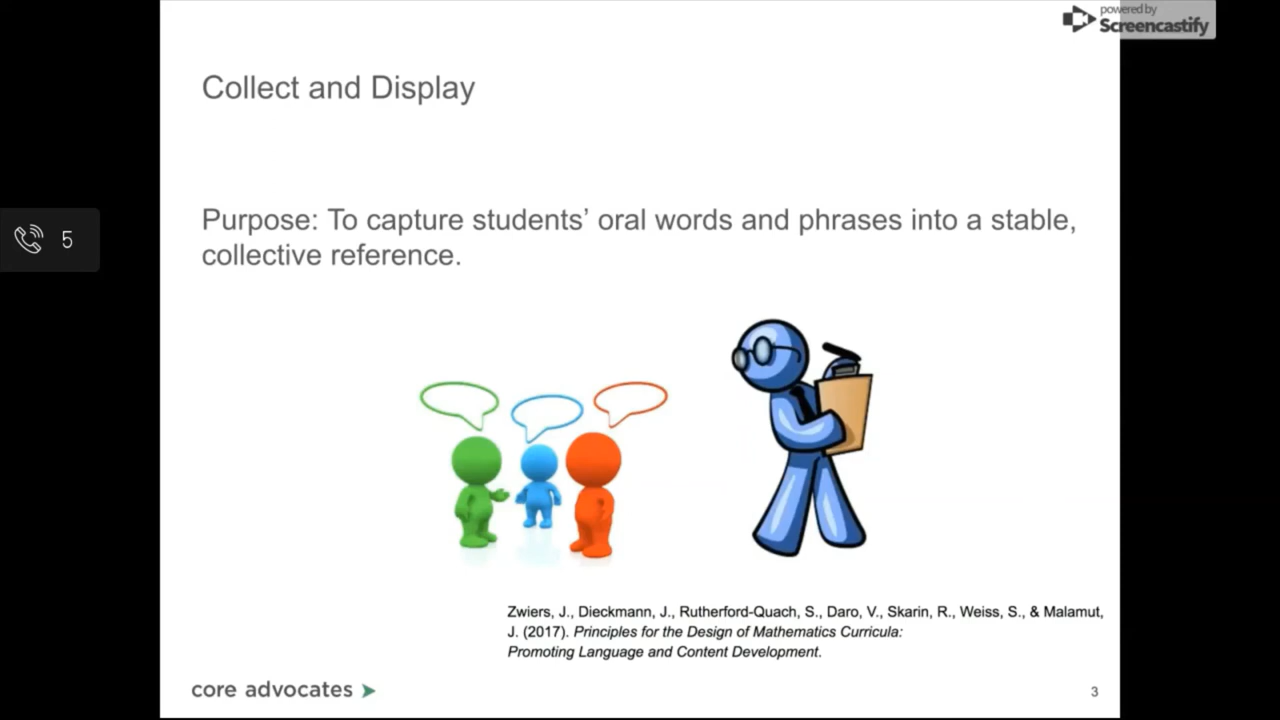 powered by
Screencastify
Collect and Display
Purpose: To capture students’ oral words and phrases into a stable,
collective reference.
5
Zwiers, J., Dieckmann, J., Rutherford-Quach, S., Daro, V., Skarin, R., Weiss, S., & Malamut,
J. (2017). Principles for the Design of Mathematics Curricula:
Promoting Language and Content Development.
core advocates
3